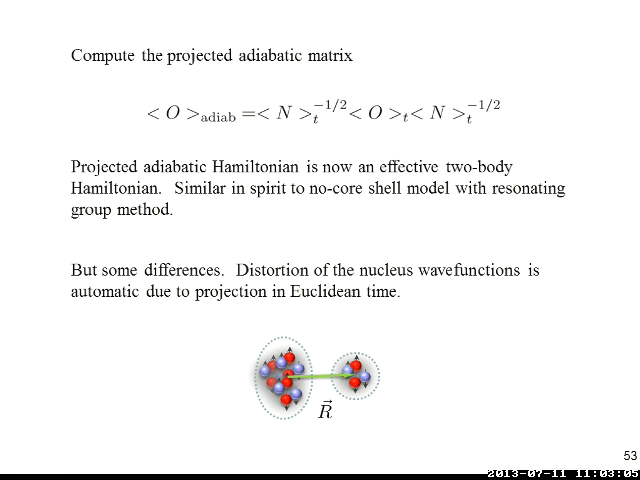 Compute the projected adiabatic matrix
< O >adiab =< N >t^-1/2 < O >t < N >t^-1/2
Projected adiabatic Hamiltonian is now an effective two-body
Hamiltonian. Similar in spirit to no-core shell model with resonating
group method.
But some differences. Distortion of the nucleus wavefunctions is
automatic due to projection in Euclidean time.
R⃗
53
2013-07-11 11:03:05